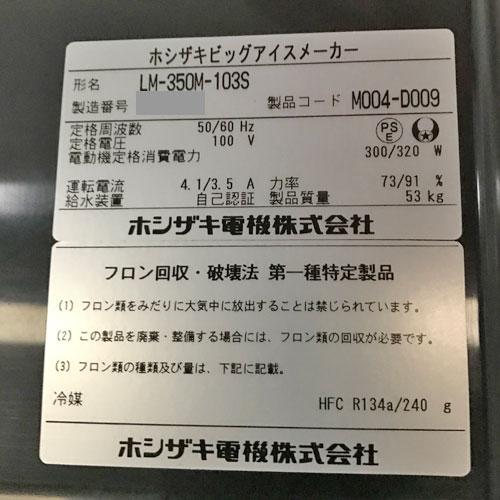 ホシザキビッグアイスメーカー
形名 LM-350M-103S
製造番号 製品コード M004-D009
定格周波数 50/60 Hz
定格電圧 100 V
電動機定格消費電力 300/320 W
PS
E
運転電流 4.1/3.5 A 力率 73/91 %
給水装置 自己認証 製品質量 53 kg
ホシザキ電機株式会社
フロン回収・破壊法 第一種特定製品
(1) フロン類をみだりに大気中に放出することは禁じられています。
(2) この製品を廃棄・整備する場合には、フロン類の回収が必要です。
(3) フロン類の種類及び量は、下記に記載。
冷媒 HFC R134a/240 g
ホシザキ電機株式会社